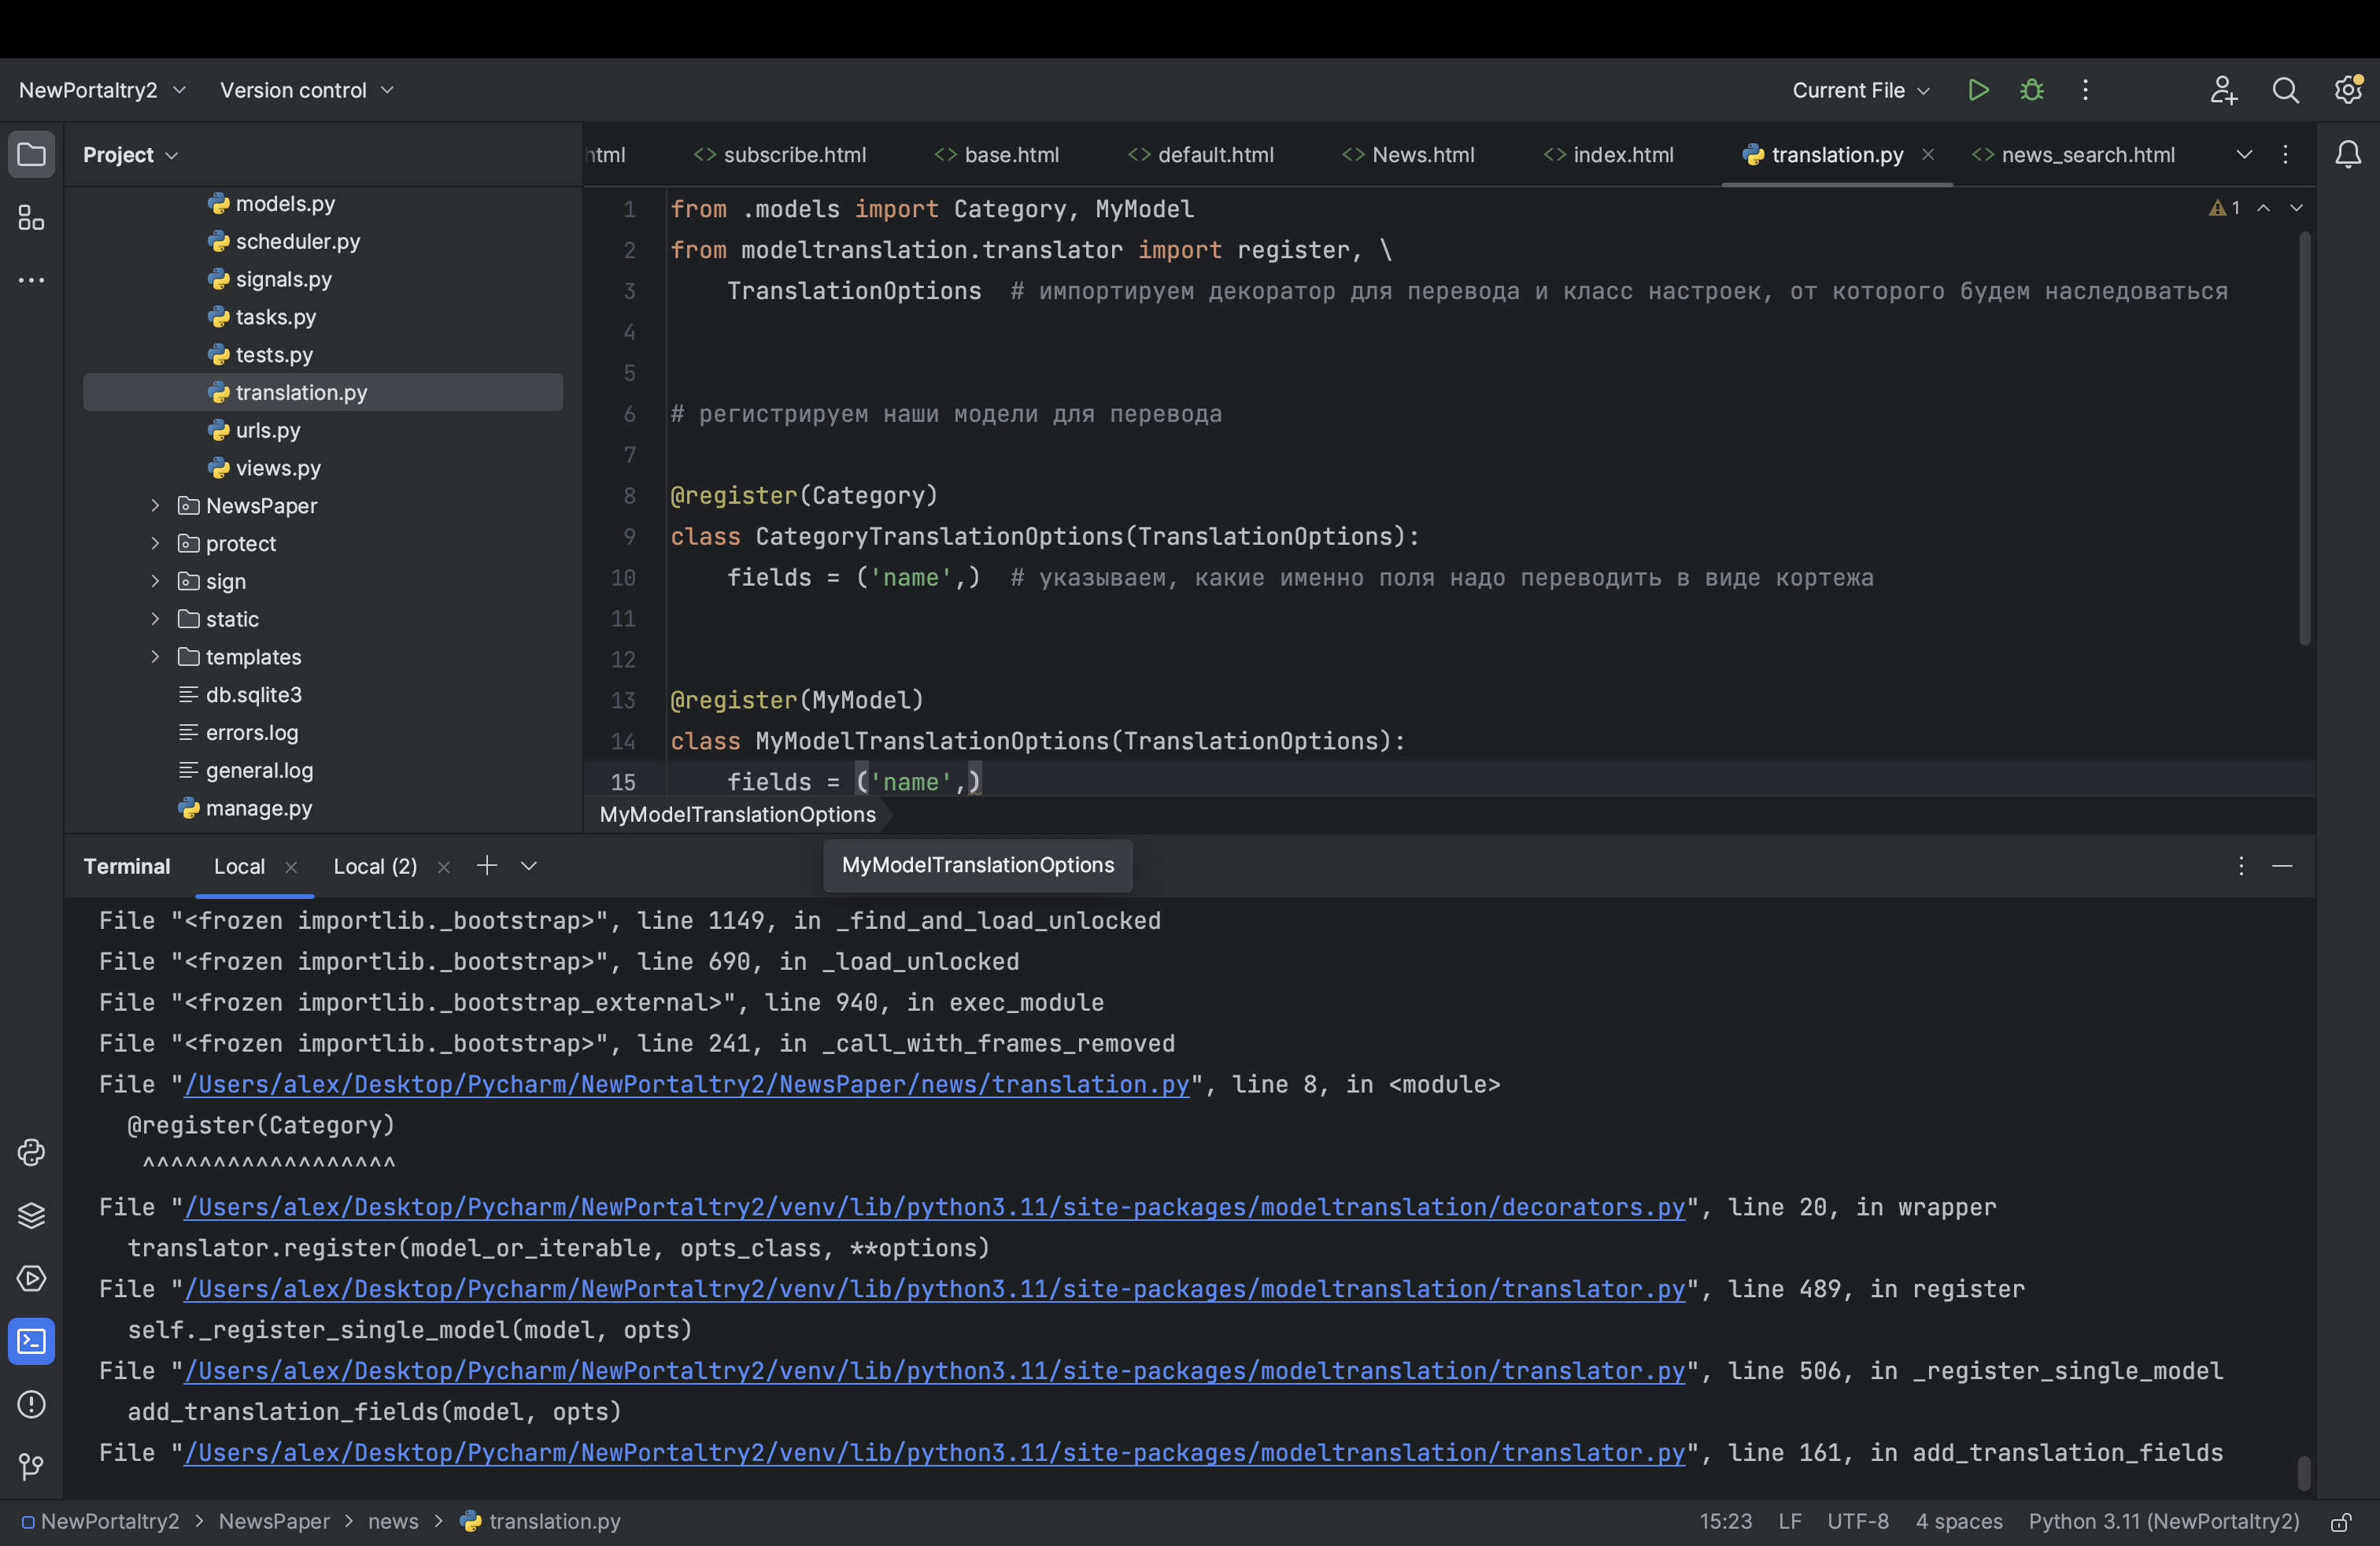 NewPortaltry2 Version control Current File
Project
html subscribe.html base.html default.html News.html index.html translation.py news_search.html
models.py
scheduler.py
signals.py
tasks.py
tests.py
translation.py
urls.py
views.py
NewsPaper
protect
sign
static
templates
db.sqlite3
errors.log
general.log
manage.py
1 from .models import Category, MyModel
2 from modeltranslation.translator import register, \
3 TranslationOptions # импортируем декоратор для перевода и класс настроек, от которого будем наследоваться
4
5
6 # регистрируем наши модели для перевода
7
8 @register(Category)
9 class CategoryTranslationOptions(TranslationOptions):
10 fields = ('name',) # указываем, какие именно поля надо переводить в виде кортежа
11
12
13 @register(MyModel)
14 class MyModelTranslationOptions(TranslationOptions):
15 fields = ('name',)
1
MyModelTranslationOptions
MyModelTranslationOptions
Terminal Local Local (2)
File "<frozen importlib._bootstrap>", line 1149, in _find_and_load_unlocked
File "<frozen importlib._bootstrap>", line 690, in _load_unlocked
File "<frozen importlib._bootstrap_external>", line 940, in exec_module
File "<frozen importlib._bootstrap>", line 241, in _call_with_frames_removed
File "/Users/alex/Desktop/Pycharm/NewPortaltry2/NewsPaper/news/translation.py", line 8, in <module>
@register(Category)
^^^^^^^^^^^^^^^^^^
File "/Users/alex/Desktop/Pycharm/NewPortaltry2/venv/lib/python3.11/site-packages/modeltranslation/decorators.py", line 20, in wrapper
translator.register(model_or_iterable, opts_class, **options)
File "/Users/alex/Desktop/Pycharm/NewPortaltry2/venv/lib/python3.11/site-packages/modeltranslation/translator.py", line 489, in register
self._register_single_model(model, opts)
File "/Users/alex/Desktop/Pycharm/NewPortaltry2/venv/lib/python3.11/site-packages/modeltranslation/translator.py", line 506, in _register_single_model
add_translation_fields(model, opts)
File "/Users/alex/Desktop/Pycharm/NewPortaltry2/venv/lib/python3.11/site-packages/modeltranslation/translator.py", line 161, in add_translation_fields
NewPortaltry2 > NewsPaper > news > translation.py 15:23 LF UTF-8 4 spaces Python 3.11 (NewPortaltry2)